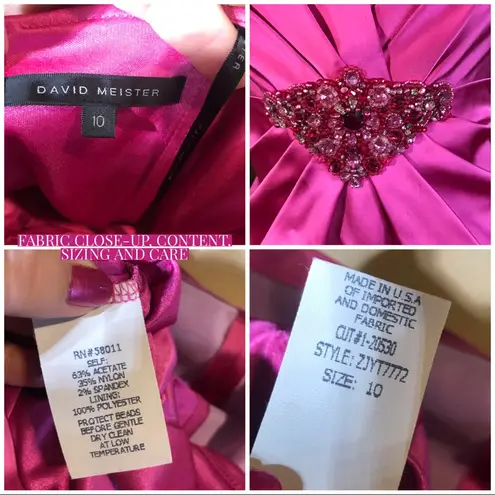 DAVID MEISTER
10
FABRIC CLOSE-UP, CONTENT,
SIZING AND CARE
RN#58011
SELF:
63% ACETATE
35% NYLON
2% SPANDEX
LINING:
100% POLYESTER
PROTECT BEADS
BEFORE GENTLE
DRY CLEAN
AT LOW
TEMPERATURE
MADE IN U.S.A
OF IMPORTED
AND DOMESTIC
FABRIC
CUT#1-20530
STYLE: ZJYT7772
SIZE: 10